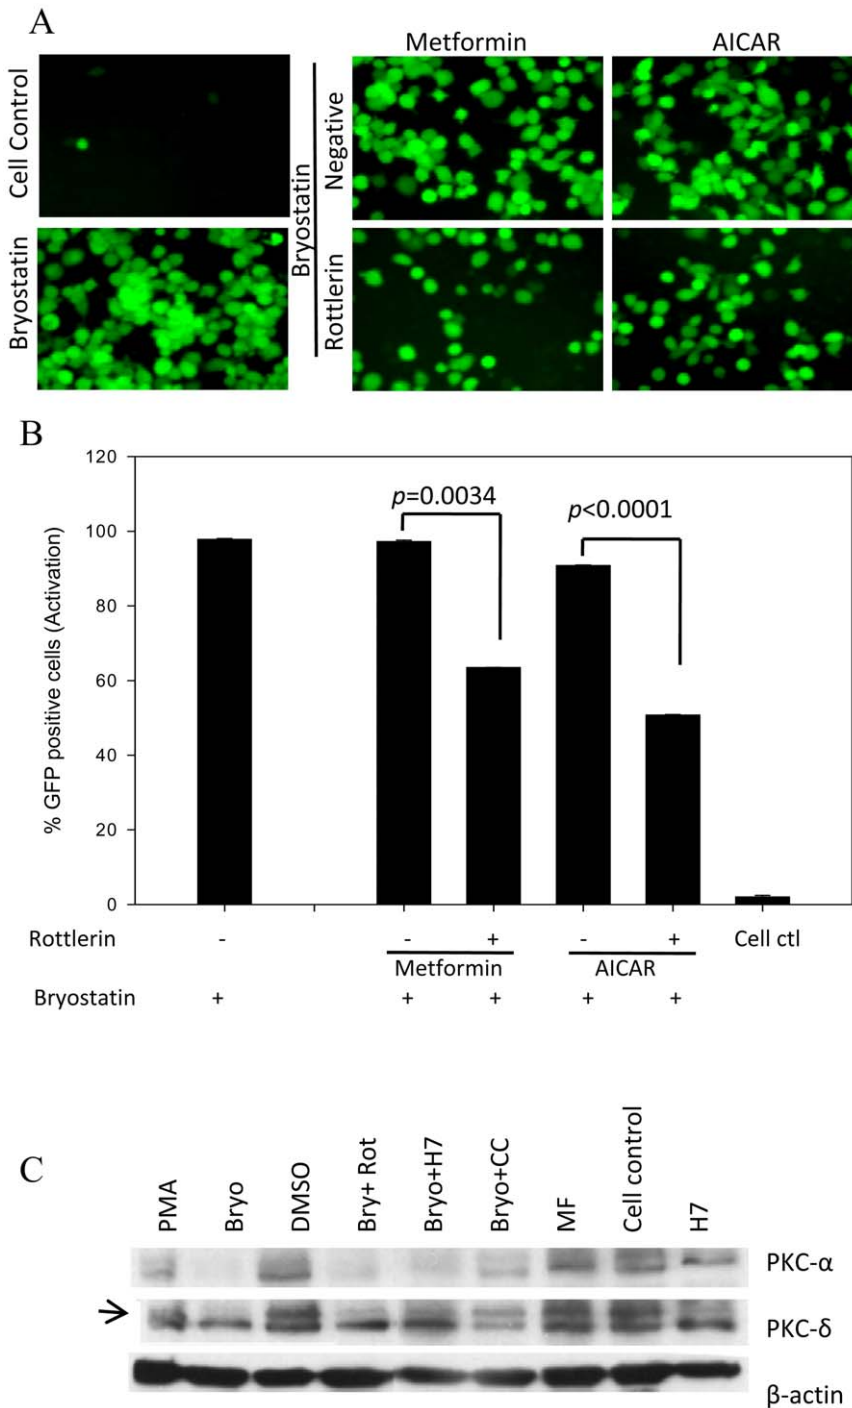 A
Metformin
AICAR
Cell Control
Bryostatin
Bryostatin
Negative
Rottlerin
B
120
100
80
60
40
20
0
% GFP positive cells (Activation)
p=0.0034
p<0.0001
Rottlerin - - + - + Cell ctl
Metformin AICAR
Bryostatin + + + + +
C
PMA Bryo DMSO Bry+ Rot Bryo+H7 Bryo+CC MF Cell control H7
PKC-α
PKC-δ
β-actin